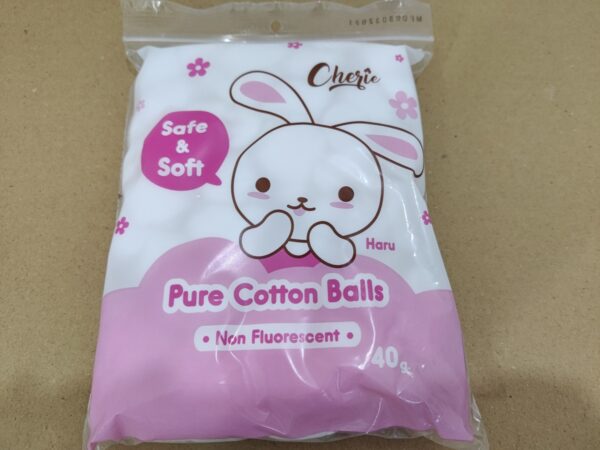 Cherie
Safe
&
Soft
Haru
Pure Cotton Balls
• Non Fluorescent •
40g.